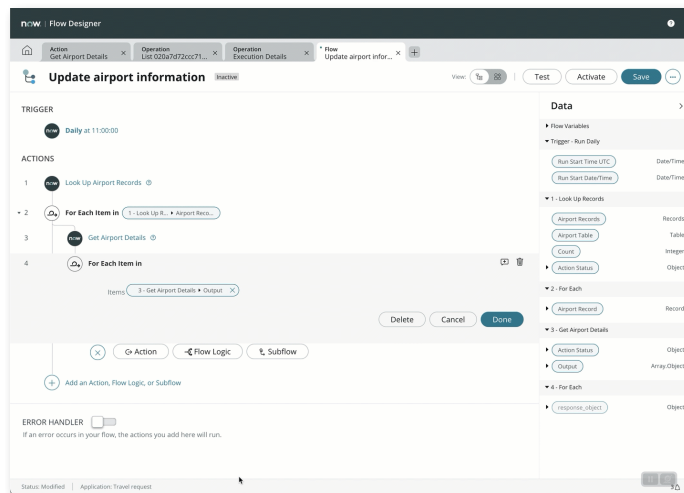 now | Flow Designer
Action
Get Airport Details ×
Operation
List 020a7d72ccc71... ×
Operation
Execution Details ×
* Flow
Update airport infor... ×
Update airport information Inactive
View: Test Activate Save
TRIGGER
now Daily at 11:00:00
ACTIONS
1 now Look Up Airport Records
2 For Each Item in 1 - Look Up R... ▸ Airport Reco...
3 now Get Airport Details
4 For Each Item in
Items 3 - Get Airport Details ▸ Output ×
Delete Cancel Done
Action Flow Logic Subflow
Add an Action, Flow Logic, or Subflow
ERROR HANDLER
If an error occurs in your flow, the actions you add here will run.
Data
Flow Variables
Trigger - Run Daily
Run Start Time UTC Date/Time
Run Start Date/Time Date/Time
1 - Look Up Records
Airport Records Records
Airport Table Table
Count Integer
Action Status Object
2 - For Each
Airport Record Record
3 - Get Airport Details
Action Status Object
Output Array.Object
4 - For Each
response_object Object
Status: Modified | Application: Travel request